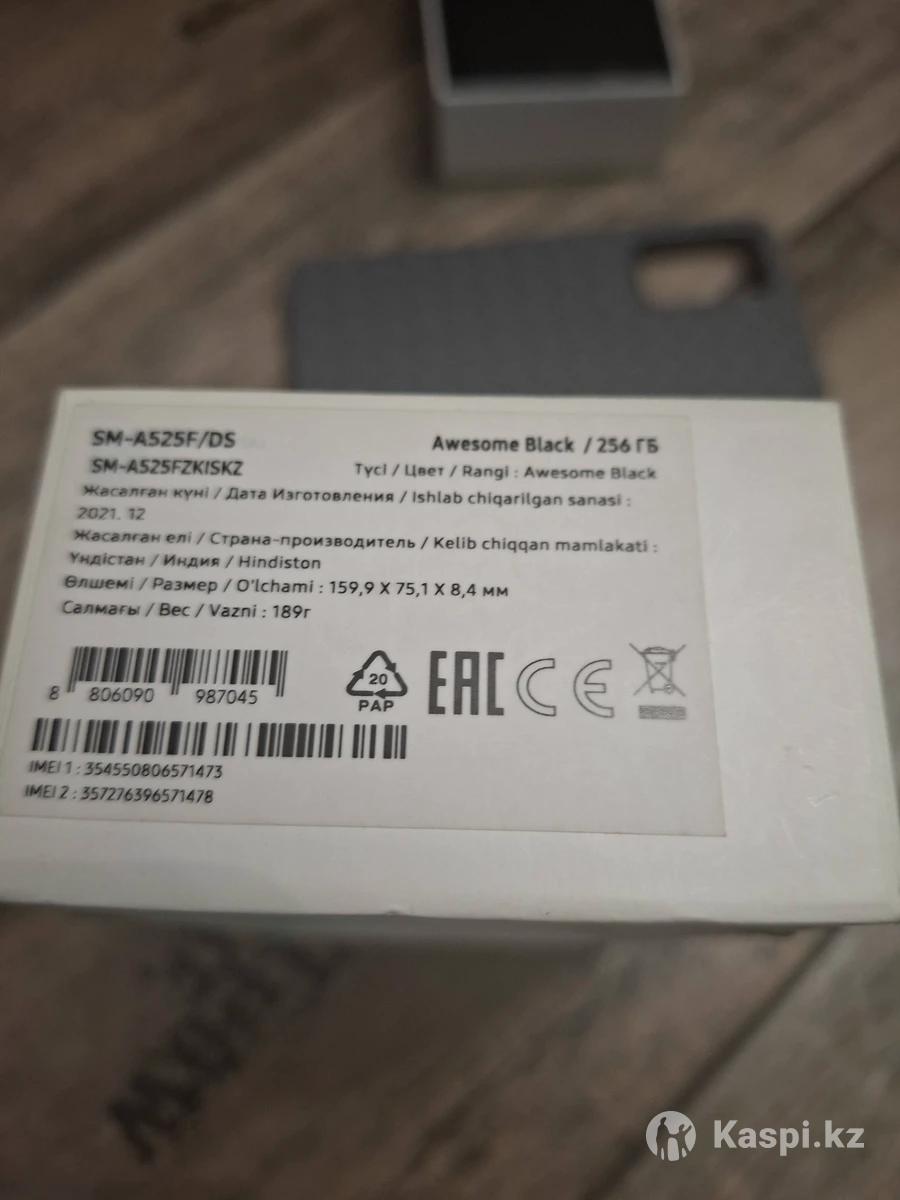 SM-A525F/DS
Awesome Black / 256 ГБ
SM-A525FZKISKZ
Түсі / Цвет / Rangi : Awesome Black
Жасалған күні / Дата Изготовления / Ishlab chiqarilgan sanasi :
2021. 12
Жасалған елі / Страна-производитель / Kelib chiqqan mamlakati :
Үндістан / Индия / Hindiston
Өлшемі / Размер / O'lchami : 159,9 X 75,1 X 8,4 мм
Салмағы / Вес / Vazni : 189г
8 806090 987045
20
PAP
EAC
CE
IMEI 1 : 354550806571473
IMEI 2 : 357276396571478
Kaspi.kz